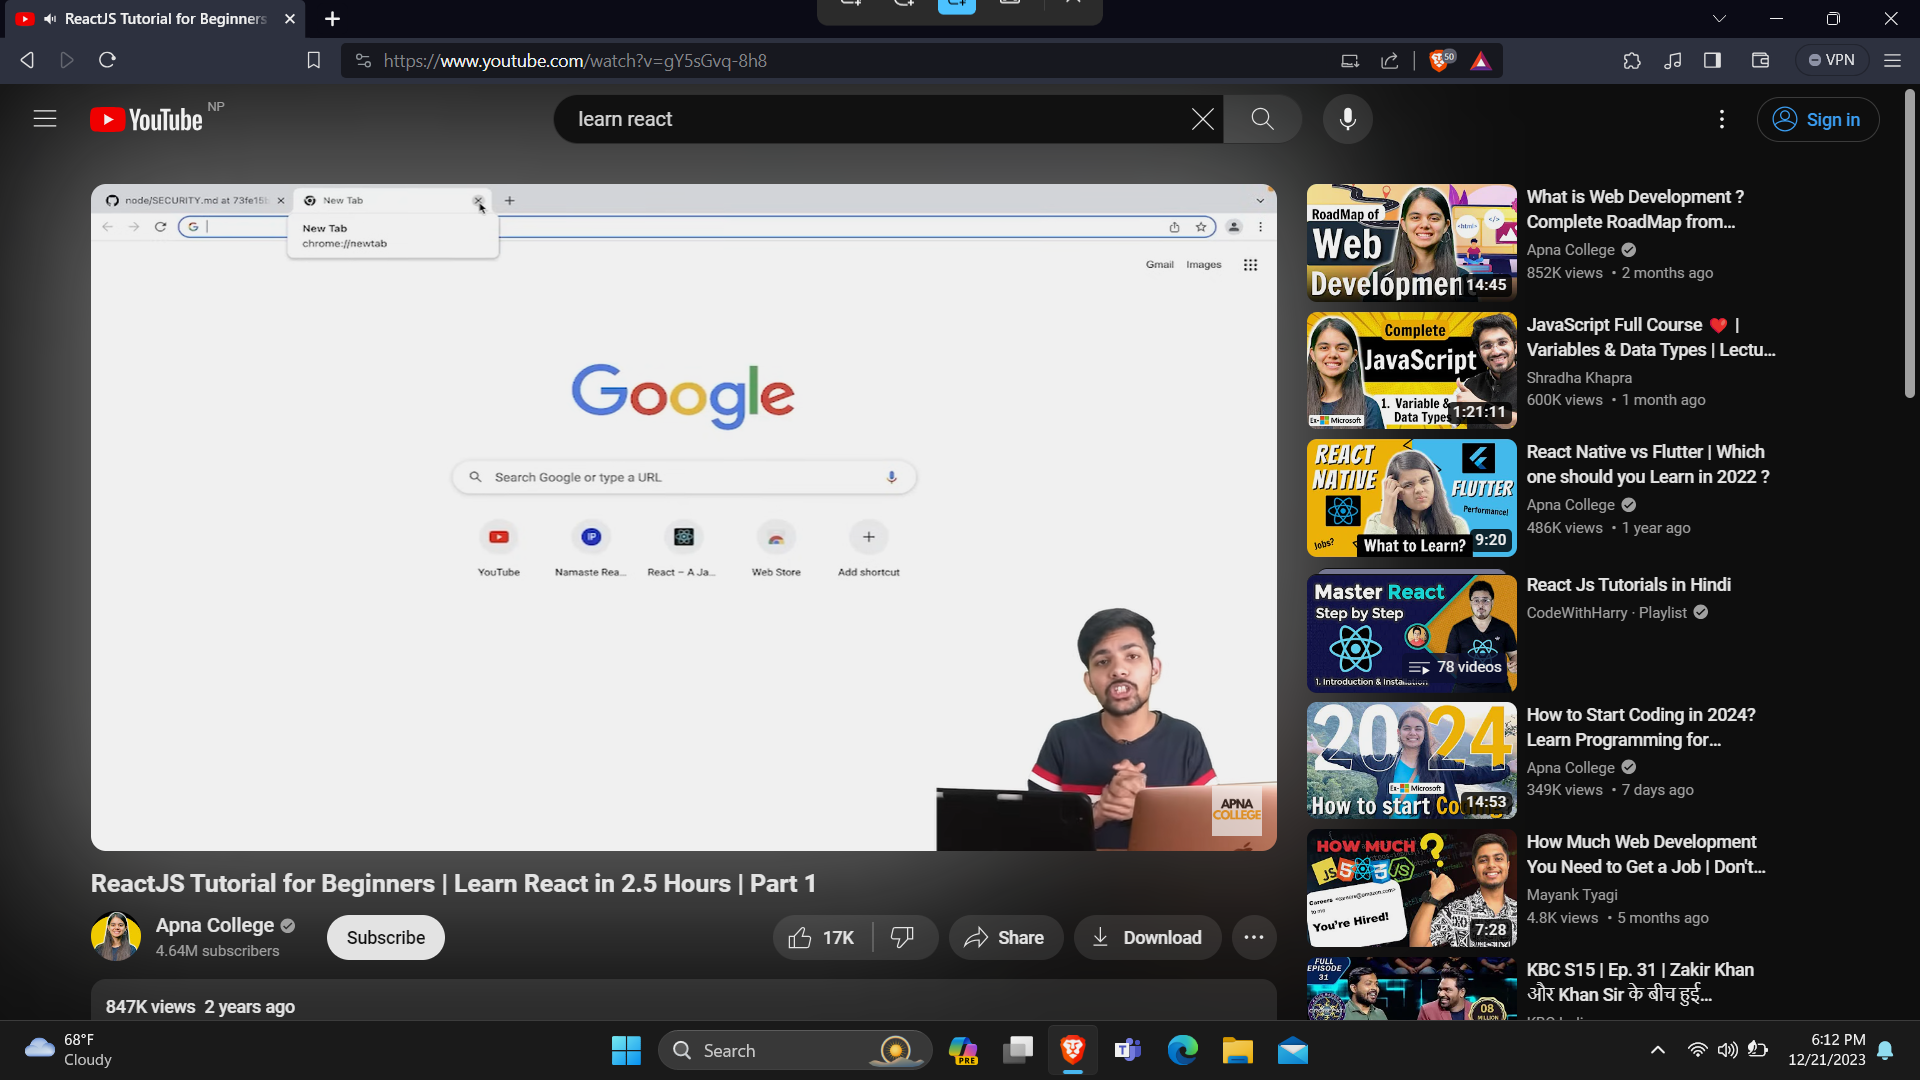 ReactJS Tutorial for Beginners
https://www.youtube.com/watch?v=gY5sGvq-8h8
50
VPN
YouTube
NP
learn react
Sign in
node/SECURITY.md at 73fe15
New Tab
New Tab
chrome://newtab
G
Gmail
Images
Google
Search Google or type a URL
IP
YouTube
Namaste Rea...
React – A Ja...
Web Store
Add shortcut
APNA
COLLEGE
ReactJS Tutorial for Beginners | Learn React in 2.5 Hours | Part 1
Apna College
4.64M subscribers
Subscribe
17K
Share
Download
847K views 2 years ago
RoadMap of
Web
Development
<html>
</>
14:45
What is Web Development ?
Complete RoadMap from...
Apna College
852K views • 2 months ago
Complete
JavaScript
1. Variable &
Data Types
Ex- Microsoft
1:21:11
JavaScript Full Course ❤️ |
Variables & Data Types | Lectu...
Shradha Khapra
600K views • 1 month ago
REACT
NATIVE
FLUTTER
Performance!
Jobs?
What to Learn?
9:20
React Native vs Flutter | Which
one should you Learn in 2022 ?
Apna College
486K views • 1 year ago
Master React
Step by Step
78 videos
1. Introduction &
React Js Tutorials in Hindi
CodeWithHarry · Playlist
2024
Ex- Microsoft
How to start
14:53
How to Start Coding in 2024?
Learn Programming for...
Apna College
349K views • 7 days ago
HOW MUCH ?
JS
JS
You're Hired!
7:28
How Much Web Development
You Need to Get a Job | Don't...
Mayank Tyagi
4.8K views • 5 months ago
FULL
EPISODE
31
08
KBC S15 | Ep. 31 | Zakir Khan
और Khan Sir के बीच हुई...
68°F
Cloudy
Search
PRE
6:12 PM
12/21/2023